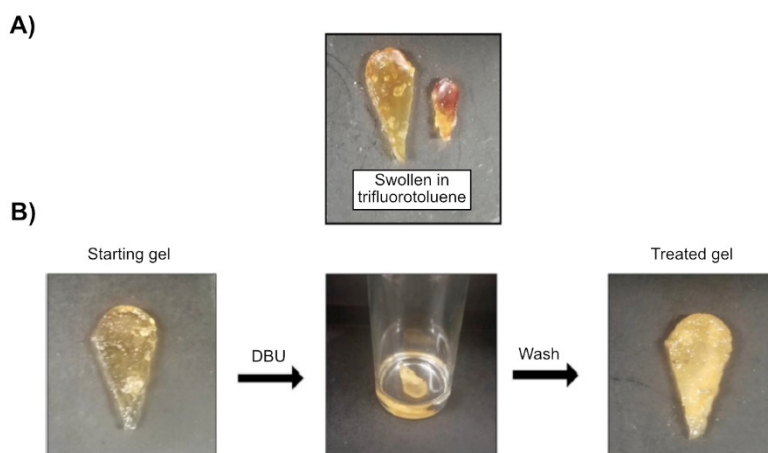 A)
Swollen in
trifluorotoluene
B)
Starting gel
Treated gel
DBU
Wash